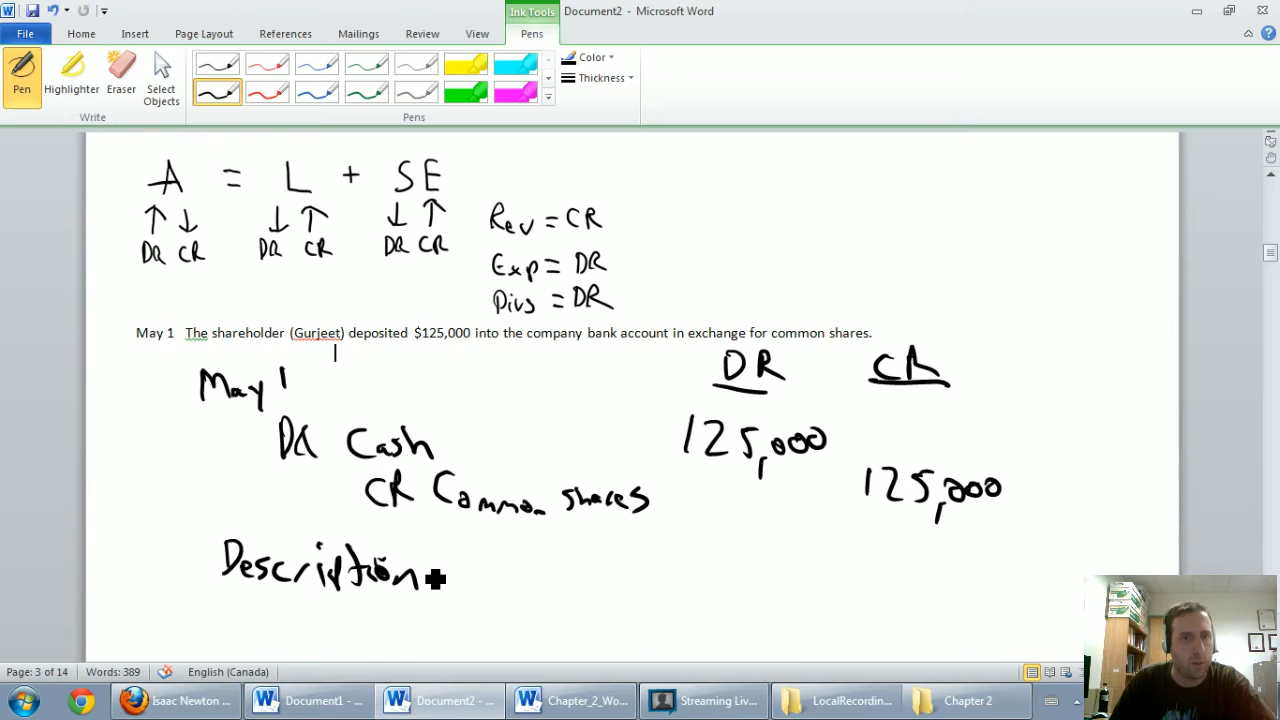 Ink Tools
Document2 - Microsoft Word
File Home Insert Page Layout References Mailings Review View Pens
Pen Highlighter Eraser Select Objects
Color
Thickness
Write
Pens
A = L + SE
DR CR DR CR DR CR
Rev = CR
Exp = DR
Divs = DR
May 1 The shareholder (Gurjeet) deposited $125,000 into the company bank account in exchange for common shares.
DR CR
May 1
DR Cash 125,000
CR Common shares 125,000
Description
Page: 3 of 14 Words: 389 English (Canada)
Isaac Newton ... Document1 - ... Document2 - ... Chapter_2_Wo... Streaming Liv... LocalRecordin... Chapter 2